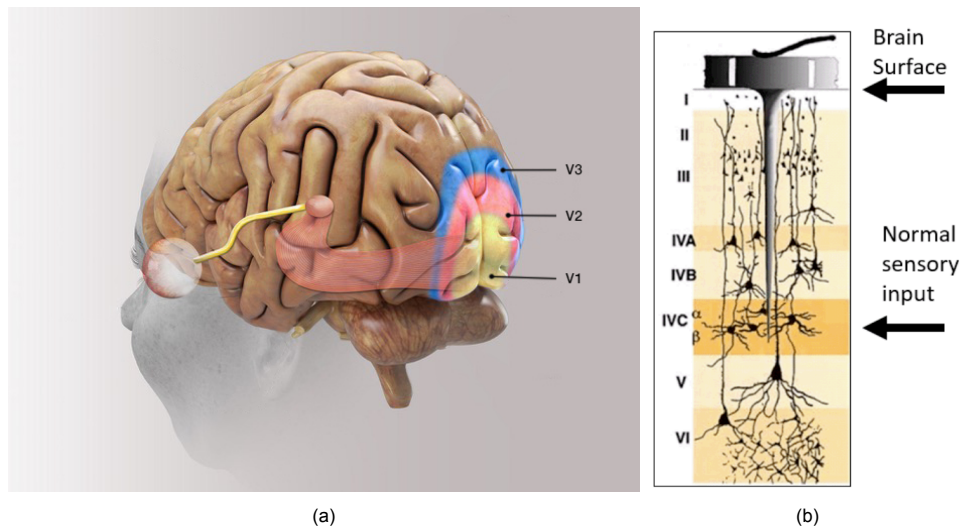 V3
V2
V1
I
II
III
IVA
IVB
IVC α
β
V
VI
Brain
Surface
Normal
sensory
input
(a)
(b)